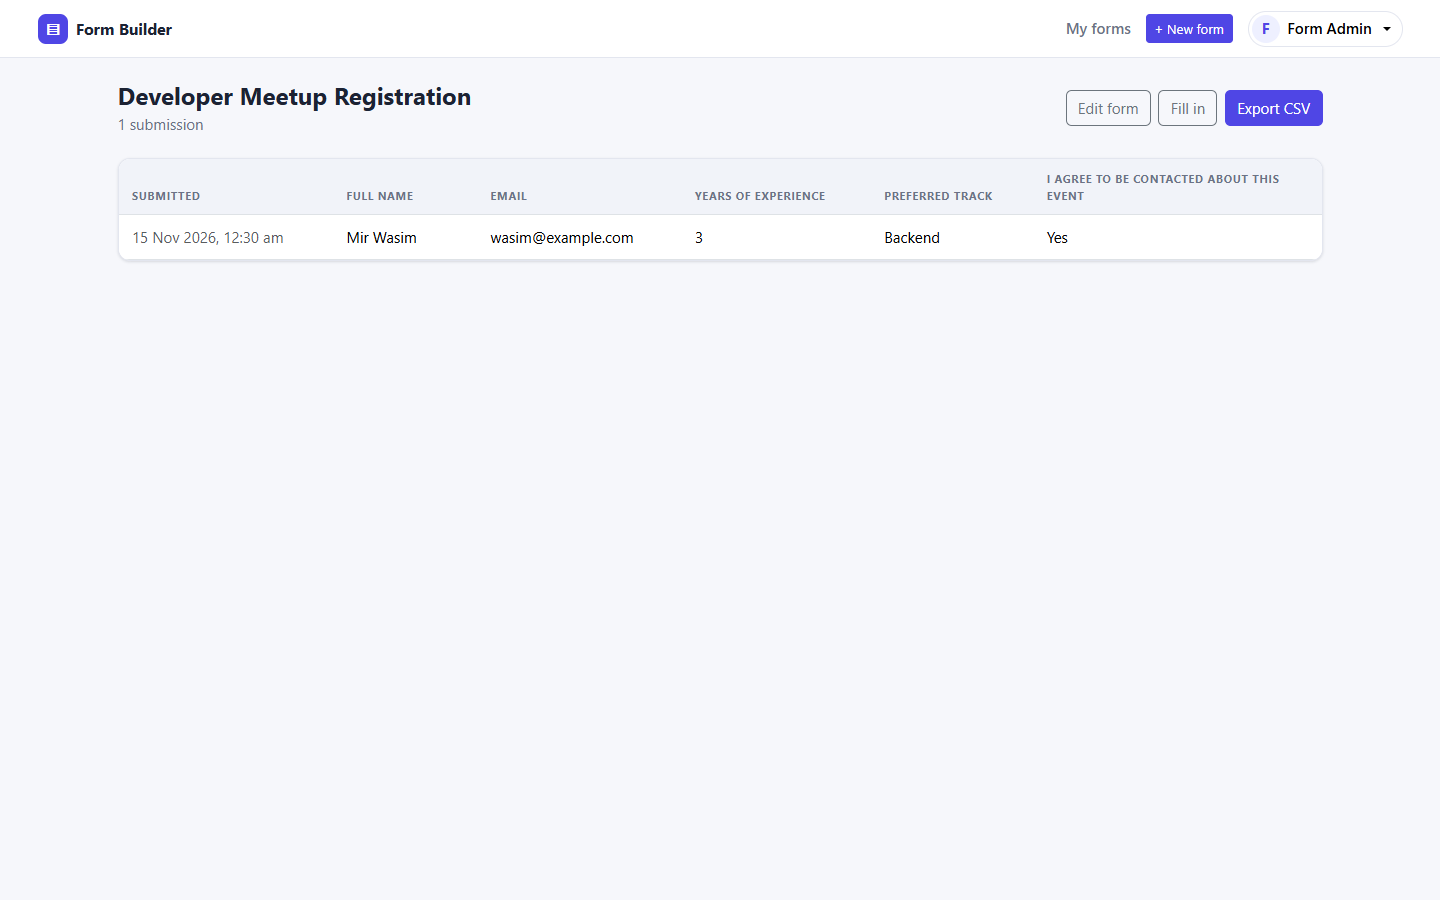 Form Builder
My forms
+ New form
F
Form Admin
Developer Meetup Registration
1 submission
Edit form
Fill in
Export CSV
SUBMITTED
FULL NAME
EMAIL
YEARS OF EXPERIENCE
PREFERRED TRACK
I AGREE TO BE CONTACTED ABOUT THIS
EVENT
15 Nov 2026, 12:30 am
Mir Wasim
wasim@example.com
3
Backend
Yes